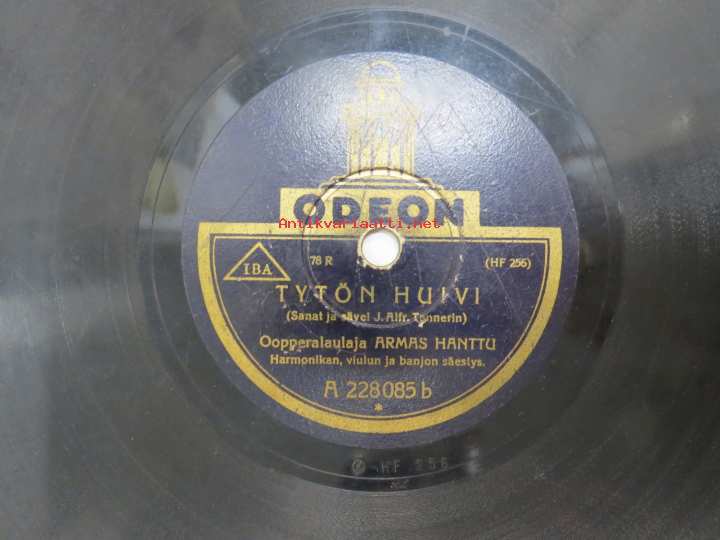 ODEON
Antikvariaatti.net
IBA
78 R
(HF 256)
TYTÖN HUIVI
(Sanat ja sävel J. Alfr. Tannerin)
Oopperalaulaja ARMAS HANTTU
Harmonikan, viulun ja banjon säestys.
A 228085 b
*
HF 256